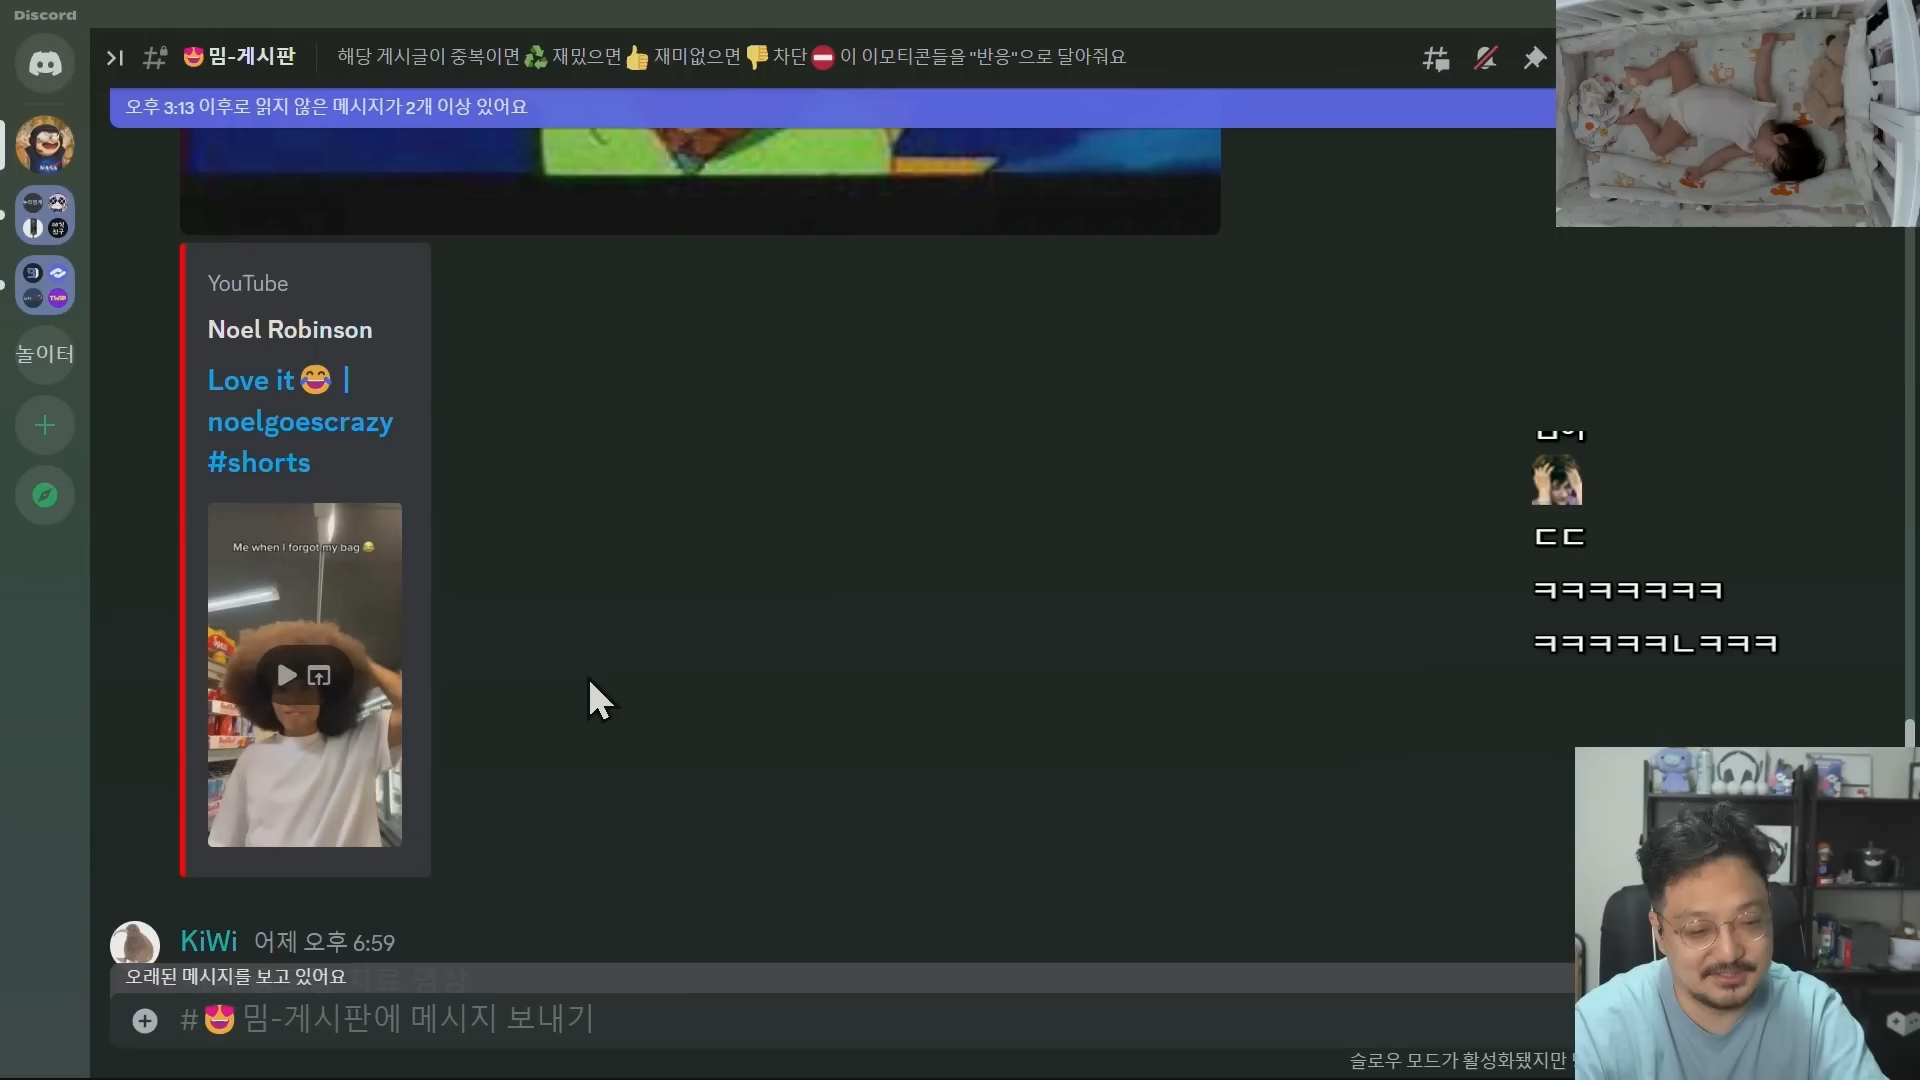 Discord
밈-게시판
해당 게시글이 중복이면 재밌으면 재미없으면 차단 이 이모티콘들을 "반응"으로 달아줘요
오후 3:13 이후로 읽지 않은 메시지가 2개 이상 있어요
놀이터
YouTube
Noel Robinson
Love it 😂 |
noelgoescrazy
#shorts
Me when I forgot my bag 😂
ㄷㄷ
ㅋㅋㅋㅋㅋㅋㅋ
ㅋㅋㅋㅋㅋㄴㅋㅋㅋ
KiWi 어제 오후 6:59
오래된 메시지를 보고 있어요
#😍 밈-게시판에 메시지 보내기
슬로우 모드가 활성화됐지만